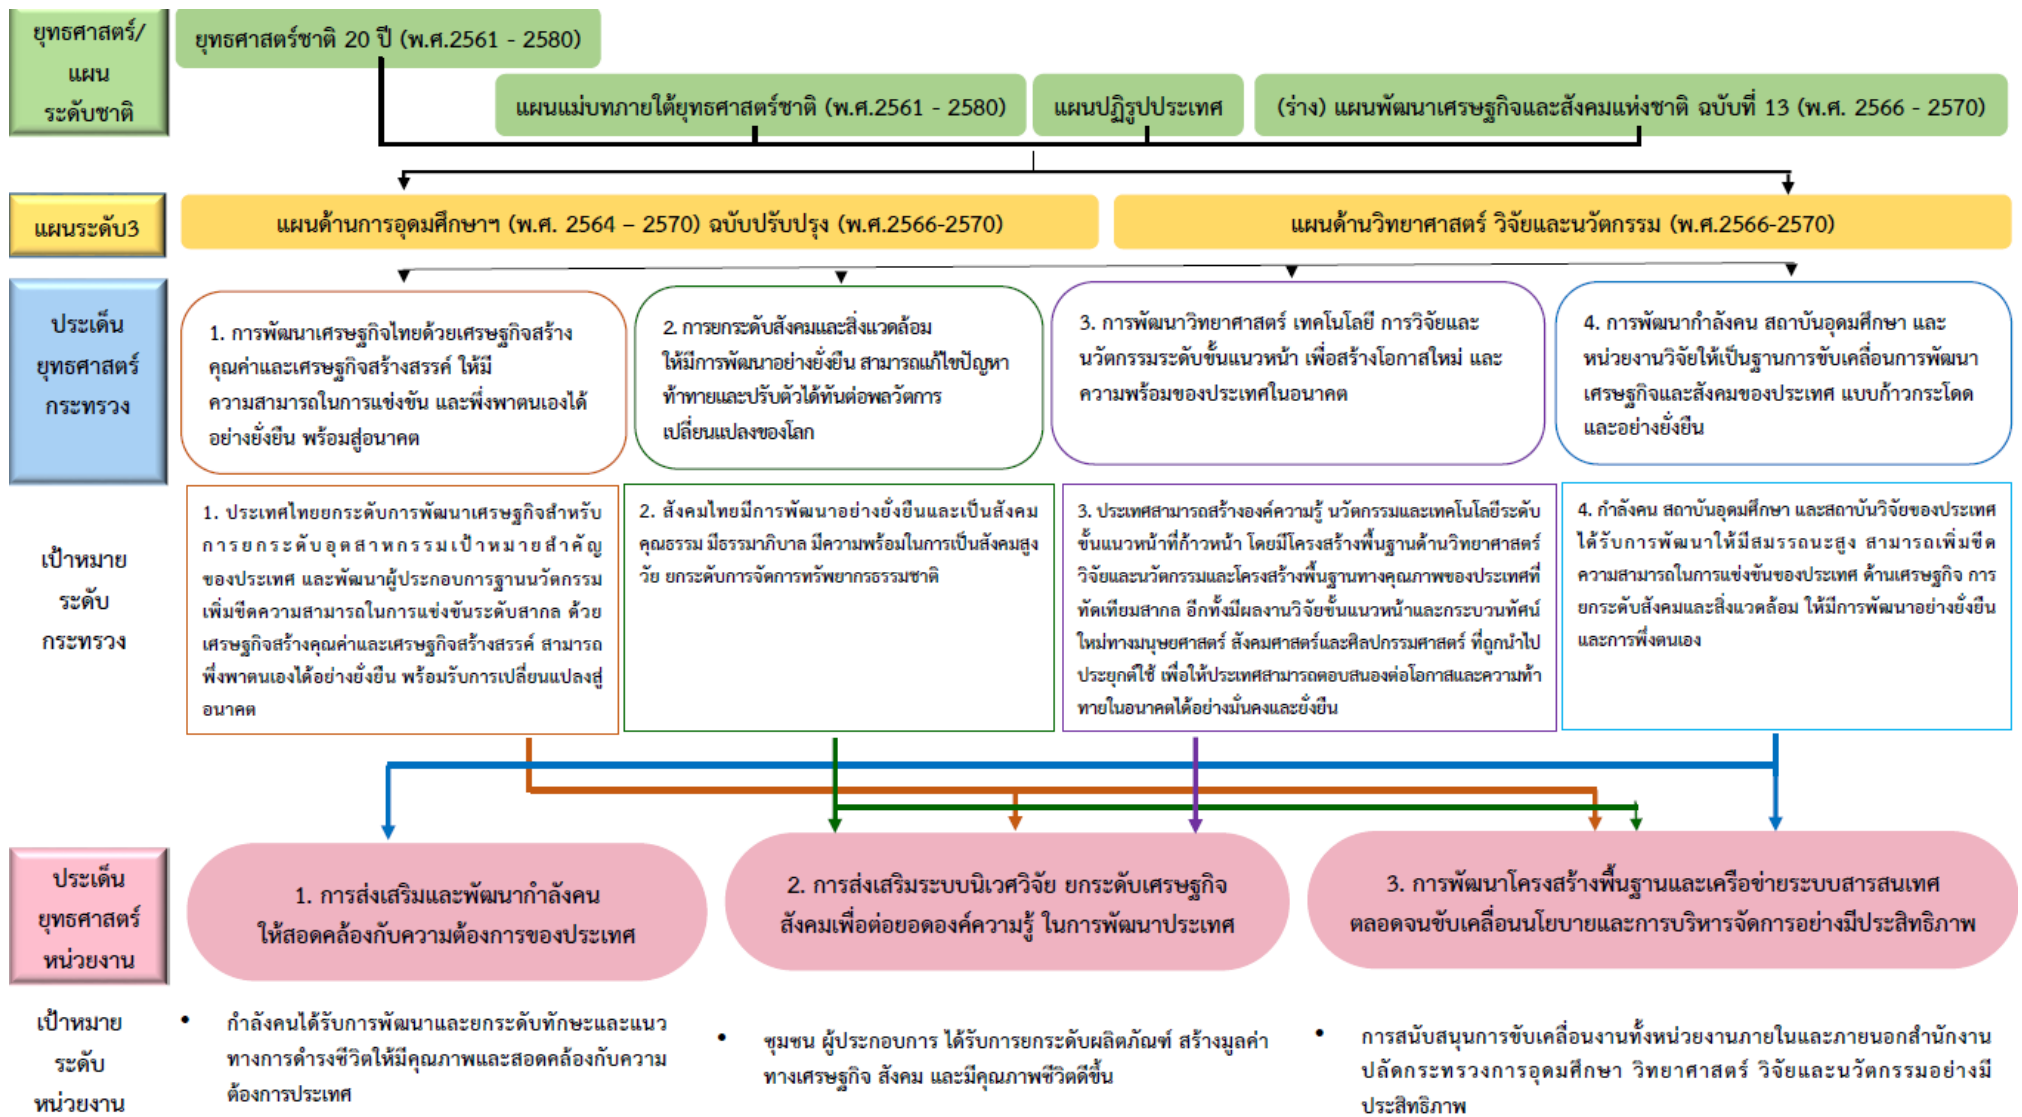 ยุทธศาสตร์/
แผน
ระดับชาติ
ยุทธศาสตร์ชาติ 20 ปี (พ.ศ.2561 - 2580)
แผนแม่บทภายใต้ยุทธศาสตร์ชาติ (พ.ศ.2561 - 2580)
แผนปฏิรูปประเทศ
(ร่าง) แผนพัฒนาเศรษฐกิจและสังคมแห่งชาติ ฉบับที่ 13 (พ.ศ. 2566 - 2570)
แผนระดับ3
แผนด้านการอุดมศึกษาฯ (พ.ศ. 2564 – 2570) ฉบับปรับปรุง (พ.ศ.2566-2570)
แผนด้านวิทยาศาสตร์ วิจัยและนวัตกรรม (พ.ศ.2566-2570)
ประเด็น
ยุทธศาสตร์
กระทรวง
1. การพัฒนาเศรษฐกิจไทยด้วยเศรษฐกิจสร้าง
คุณค่าและเศรษฐกิจสร้างสรรค์ ให้มี
ความสามารถในการแข่งขัน และพึ่งพาตนเองได้
อย่างยั่งยืน พร้อมสู่อนาคต
2. การยกระดับสังคมและสิ่งแวดล้อม
ให้มีการพัฒนาอย่างยั่งยืน สามารถแก้ไขปัญหา
ท้าทายและปรับตัวได้ทันต่อพลวัตการ
เปลี่ยนแปลงของโลก
3. การพัฒนาวิทยาศาสตร์ เทคโนโลยี การวิจัยและ
นวัตกรรมระดับขั้นแนวหน้า เพื่อสร้างโอกาสใหม่ และ
ความพร้อมของประเทศในอนาคต
4. การพัฒนากำลังคน สถาบันอุดมศึกษา และ
หน่วยงานวิจัยให้เป็นฐานการขับเคลื่อนการพัฒนา
เศรษฐกิจและสังคมของประเทศ แบบก้าวกระโดด
และอย่างยั่งยืน
เป้าหมาย
ระดับ
กระทรวง
1. ประเทศไทยยกระดับการพัฒนาเศรษฐกิจสำหรับ
การยกระดับอุตสาหกรรมเป้าหมายสำคัญ
ของประเทศ และพัฒนาผู้ประกอบการฐานนวัตกรรม
เพิ่มขีดความสามารถในการแข่งขันระดับสากล ด้วย
เศรษฐกิจสร้างคุณค่าและเศรษฐกิจสร้างสรรค์ สามารถ
พึ่งพาตนเองได้อย่างยั่งยืน พร้อมรับการเปลี่ยนแปลงสู่
อนาคต
2. สังคมไทยมีการพัฒนาอย่างยั่งยืนและเป็นสังคม
คุณธรรม มีธรรมาภิบาล มีความพร้อมในการเป็นสังคมสูง
วัย ยกระดับการจัดการทรัพยากรธรรมชาติ
3. ประเทศสามารถสร้างองค์ความรู้ นวัตกรรมและเทคโนโลยีระดับ
ขั้นแนวหน้าที่ก้าวหน้า โดยมีโครงสร้างพื้นฐานด้านวิทยาศาสตร์
วิจัยและนวัตกรรมและโครงสร้างพื้นฐานทางคุณภาพของประเทศที่
ทัดเทียมสากล อีกทั้งมีผลงานวิจัยขั้นแนวหน้าและกระบวนทัศน์
ใหม่ทางมนุษยศาสตร์ สังคมศาสตร์และศิลปกรรมศาสตร์ ที่ถูกนำไป
ประยุกต์ใช้ เพื่อให้ประเทศสามารถตอบสนองต่อโอกาสและความท้า
ทายในอนาคตได้อย่างมั่นคงและยั่งยืน
4. กำลังคน สถาบันอุดมศึกษา และสถาบันวิจัยของประเทศ
ได้รับการพัฒนาให้มีสมรรถนะสูง สามารถเพิ่มขีด
ความสามารถในการแข่งขันของประเทศ ด้านเศรษฐกิจ การ
ยกระดับสังคมและสิ่งแวดล้อม ให้มีการพัฒนาอย่างยั่งยืน
และการพึ่งตนเอง
ประเด็น
ยุทธศาสตร์
หน่วยงาน
1. การส่งเสริมและพัฒนากำลังคน
ให้สอดคล้องกับความต้องการของประเทศ
2. การส่งเสริมระบบนิเวศวิจัย ยกระดับเศรษฐกิจ
สังคมเพื่อต่อยอดองค์ความรู้ ในการพัฒนาประเทศ
3. การพัฒนาโครงสร้างพื้นฐานและเครือข่ายระบบสารสนเทศ
ตลอดจนขับเคลื่อนนโยบายและการบริหารจัดการอย่างมีประสิทธิภาพ
เป้าหมาย
ระดับ
หน่วยงาน
• กำลังคนได้รับการพัฒนาและยกระดับทักษะและแนว
ทางการดำรงชีวิตให้มีคุณภาพและสอดคล้องกับความ
ต้องการประเทศ
• ชุมชน ผู้ประกอบการ ได้รับการยกระดับผลิตภัณฑ์ สร้างมูลค่า
ทางเศรษฐกิจ สังคม และมีคุณภาพชีวิตดีขึ้น
• การสนับสนุนการขับเคลื่อนงานทั้งหน่วยงานภายในและภายนอกสำนักงาน
ปลัดกระทรวงการอุดมศึกษา วิทยาศาสตร์ วิจัยและนวัตกรรมอย่างมี
ประสิทธิภาพ